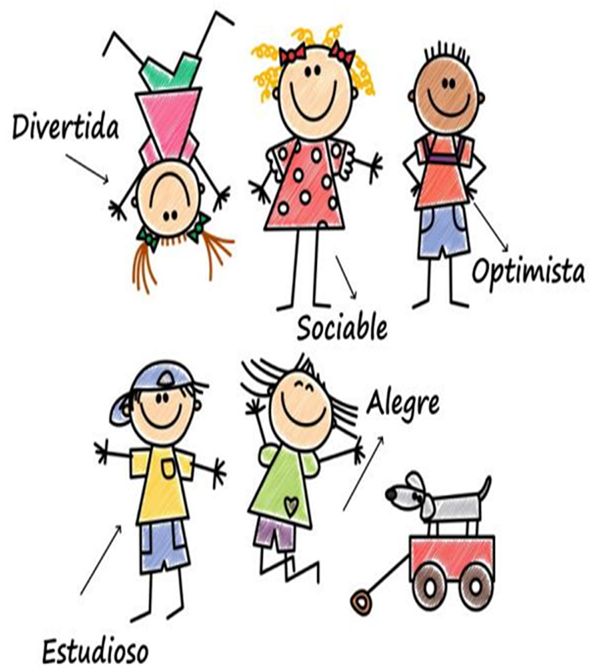 Divertida
Optimista
Sociable
Alegre
Estudioso